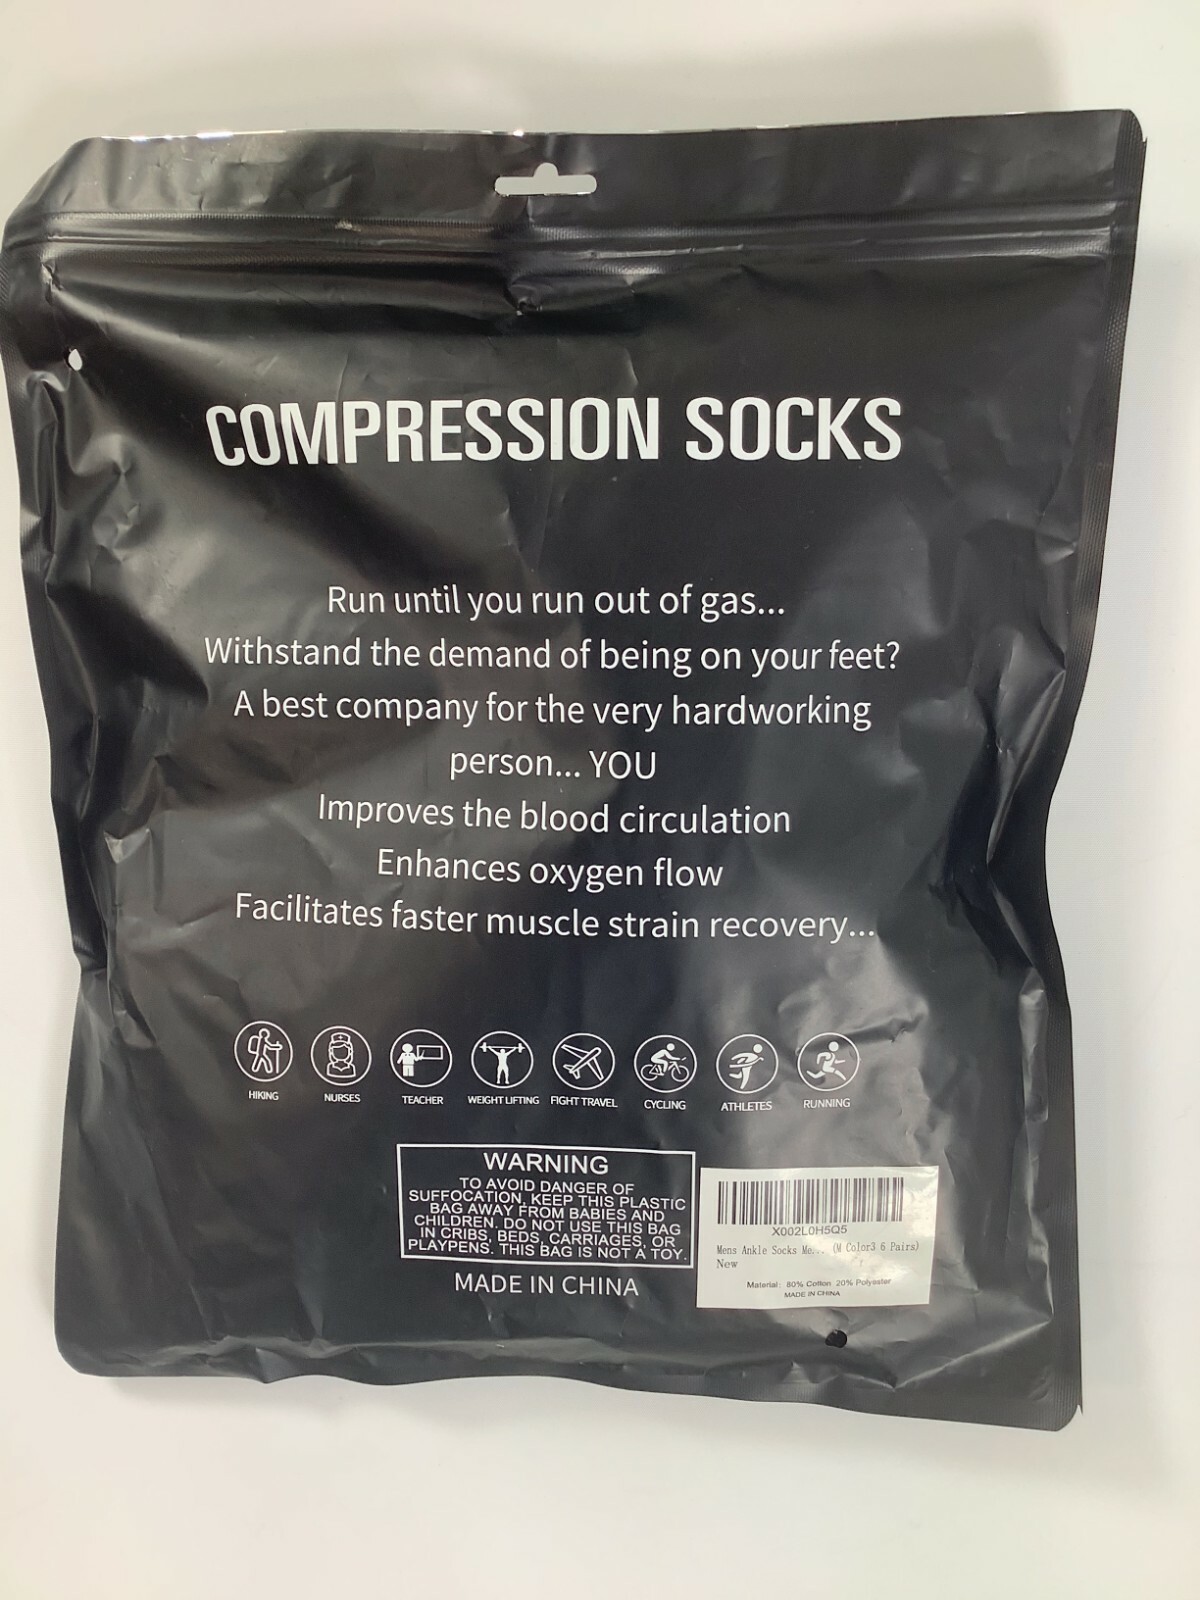 COMPRESSION SOCKS
Run until you run out of gas...
Withstand the demand of being on your feet?
A best company for the very hardworking
person... YOU
Improves the blood circulation
Enhances oxygen flow
Facilitates faster muscle strain recovery...
HIKING NURSES TEACHER WEIGHT LIFTING FIGHT TRAVEL CYCLING ATHLETES RUNNING
WARNING
TO AVOID DANGER OF
SUFFOCATION, KEEP THIS PLASTIC
BAG AWAY FROM BABIES AND
CHILDREN. DO NOT USE THIS BAG
IN CRIBS, BEDS, CARRIAGES, OR
PLAYPENS. THIS BAG IS NOT A TOY.
MADE IN CHINA
X002L0H5Q5
Mens Ankle Socks Me... (M Color3 6 Pairs)
New
Material: 80% Cotton 20% Polyester
MADE IN CHINA